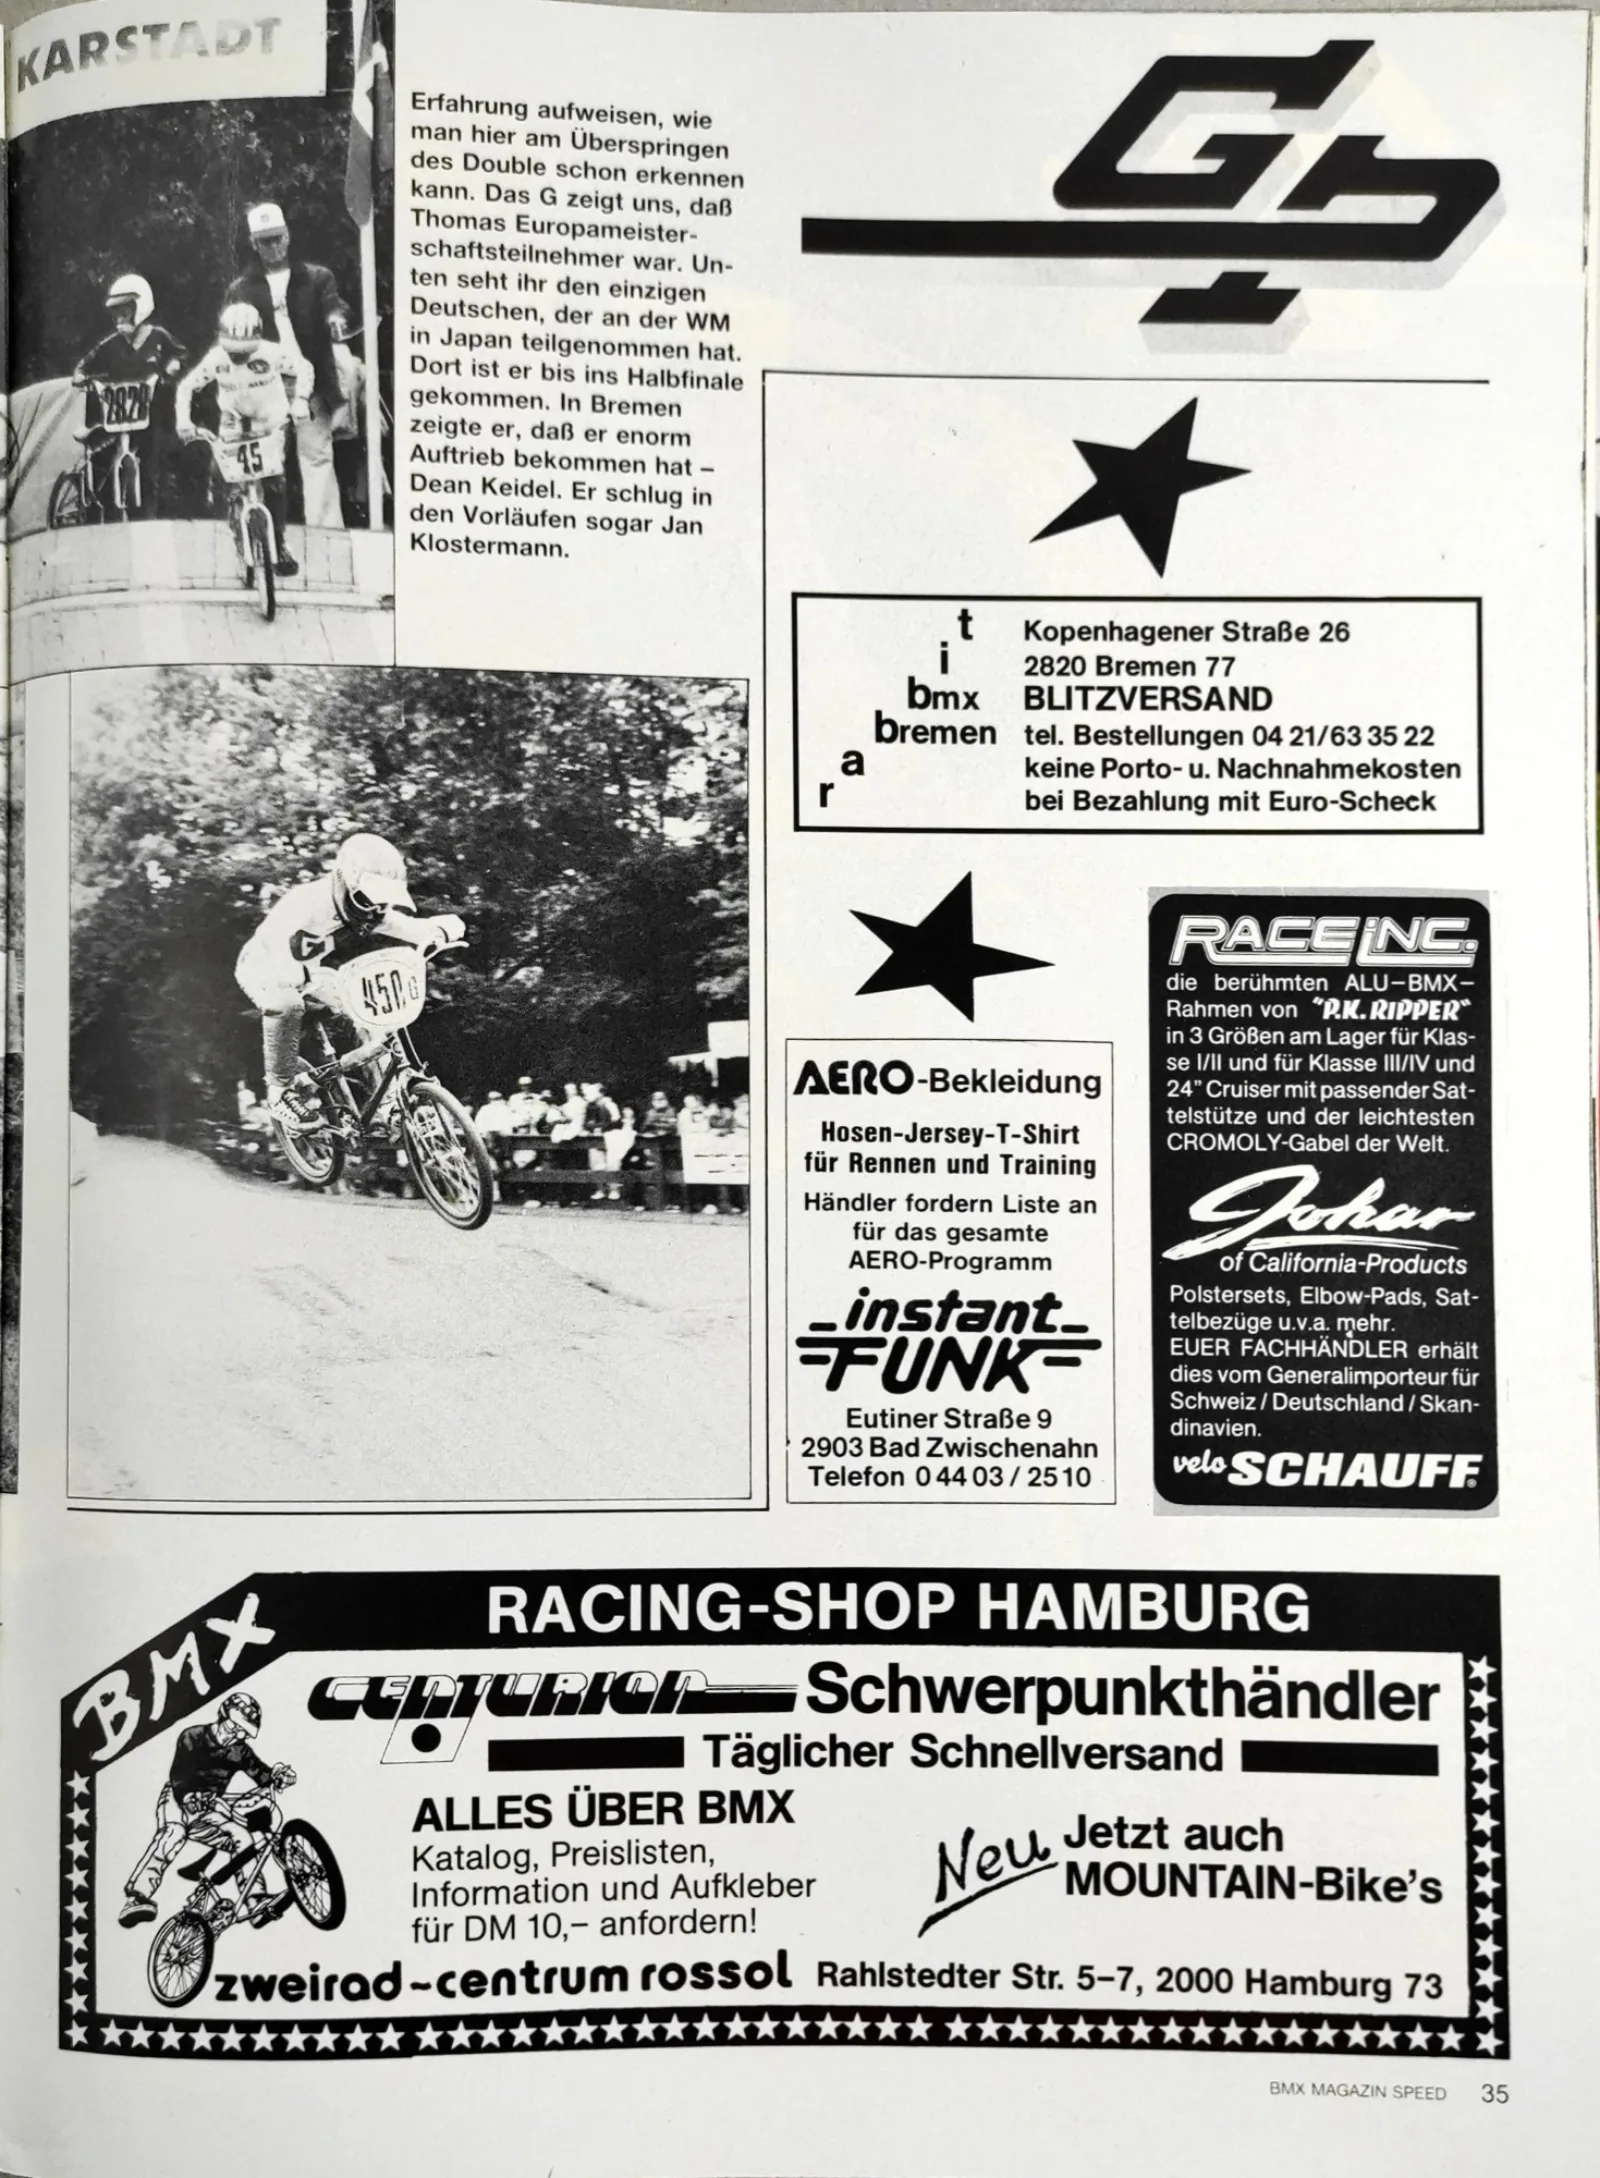 KARSTADT
2828
45
Erfahrung aufweisen, wie
man hier am Überspringen
des Double schon erkennen
kann. Das G zeigt uns, daß
Thomas Europameister-
schaftsteilnehmer war. Un-
ten seht ihr den einzigen
Deutschen, der an der WM
in Japan teilgenommen hat.
Dort ist er bis ins Halbfinale
gekommen. In Bremen
zeigte er, daß er enorm
Auftrieb bekommen hat –
Dean Keidel. Er schlug in
den Vorläufen sogar Jan
Klostermann.
G
450 G
t
i
bmx
bremen
a
r
Kopenhagener Straße 26
2820 Bremen 77
BLITZVERSAND
tel. Bestellungen 04 21/63 35 22
keine Porto- u. Nachnahmekosten
bei Bezahlung mit Euro-Scheck
AERO-Bekleidung
Hosen-Jersey-T-Shirt
für Rennen und Training
Händler fordern Liste an
für das gesamte
AERO-Programm
instant
FUNK
Eutiner Straße 9
2903 Bad Zwischenahn
Telefon 0 44 03 / 25 10
RACE INC.
die berühmten ALU–BMX–
Rahmen von "P.K. RIPPER"
in 3 Größen am Lager für Klas-
se I/II und für Klasse III/IV und
24" Cruiser mit passender Sat-
telstütze und der leichtesten
CROMOLY-Gabel der Welt.
Johar
of California-Products
Polstersets, Elbow-Pads, Sat-
telbezüge u.v.a. mehr.
EUER FACHHÄNDLER erhält
dies vom Generalimporteur für
Schweiz / Deutschland / Skan-
dinavien.
velo SCHAUFF
BMX
RACING-SHOP HAMBURG
CENTURION Schwerpunkthändler
Täglicher Schnellversand
ALLES ÜBER BMX
Katalog, Preislisten,
Information und Aufkleber
für DM 10,– anfordern!
Neu Jetzt auch
MOUNTAIN-Bike's
zweirad-centrum rossol Rahlstedter Str. 5–7, 2000 Hamburg 73
BMX MAGAZIN SPEED 35